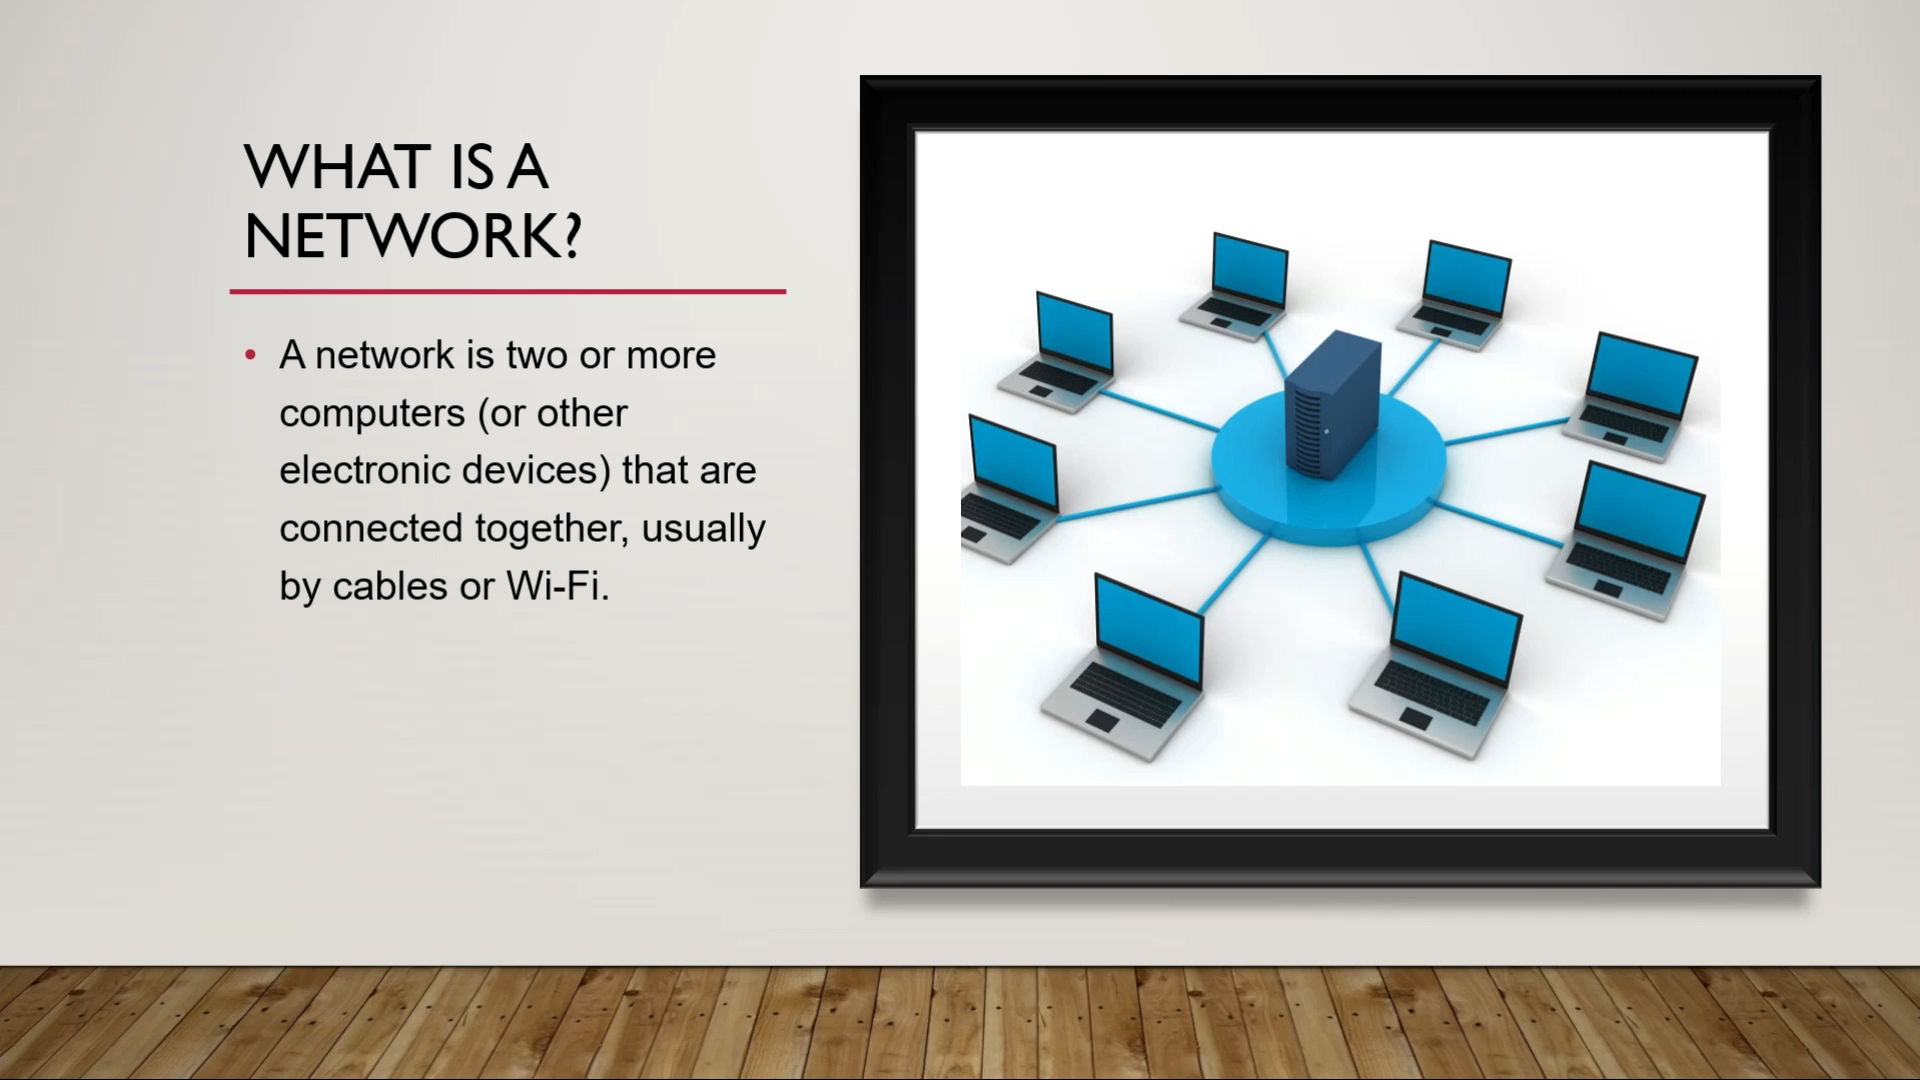 WHAT IS A
NETWORK?
• A network is two or more
computers (or other
electronic devices) that are
connected together, usually
by cables or Wi-Fi.